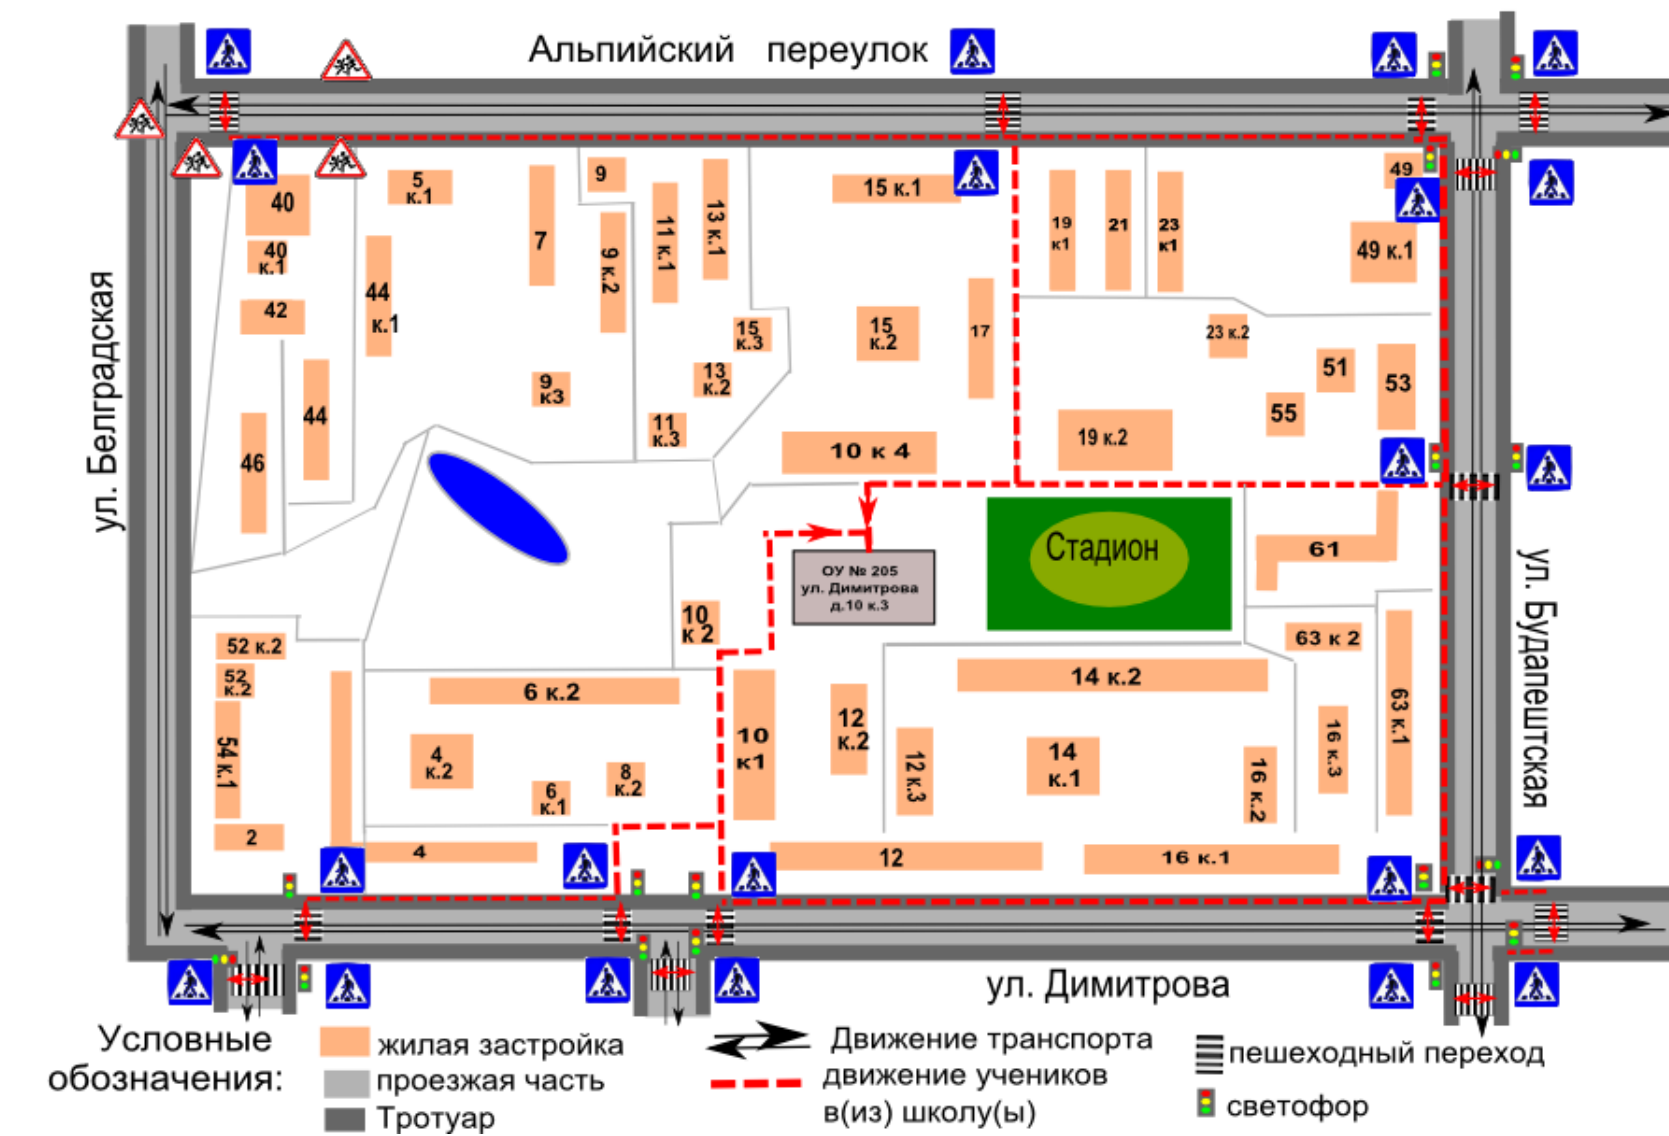 Альпийский переулок
40
5
к.1
9
13 к.1
15 к.1
49
40
к.1
7
9 к.2
11 к.1
19
к1
21
23
к1
49 к.1
42
44
к.1
15
к.3
15
к.2
17
23 к.2
13
к.2
51
53
9
к3
44
11
к.3
55
46
10 к 4
19 к.2
ул. Белградская
Стадион
61
ОУ № 205
ул. Димитрова
д.10 к.3
10
к 2
52 к.2
63 к 2
ул. Будапештская
52
к.2
6 к.2
14 к.2
54 к.1
4
к.2
10
к1
12
к.2
12 к.3
14
к.1
16 к.2
16 к.3
63 к.1
6
к.1
8
к.2
2
4
12
16 к.1
ул. Димитрова
Условные
обозначения:
жилая застройка
проезжая часть
Тротуар
Движение транспорта
движение учеников
в(из) школу(ы)
пешеходный переход
светофор